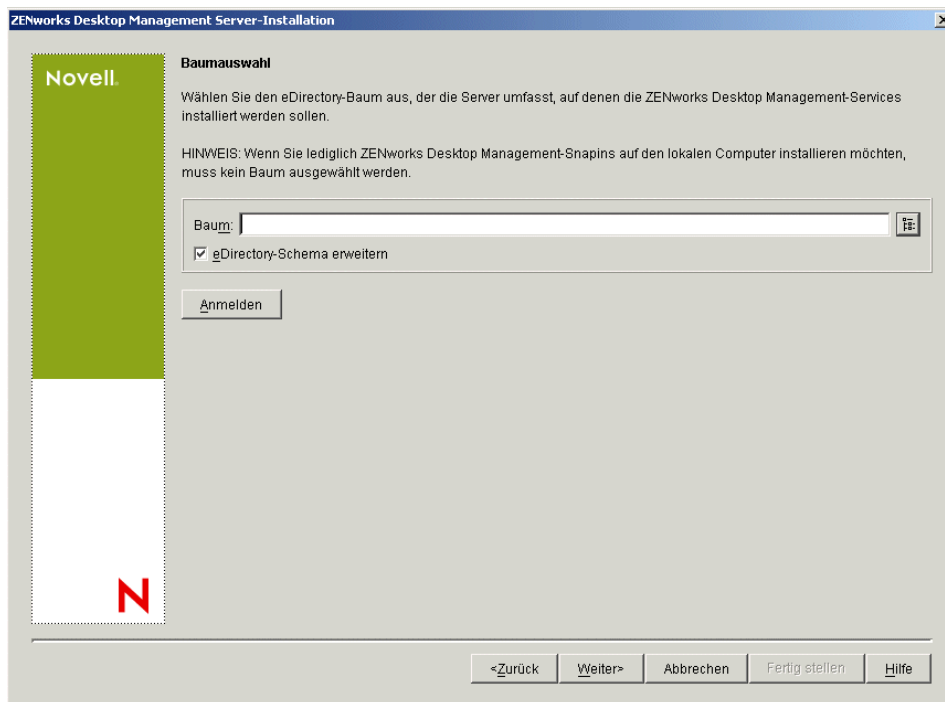 ZENworks Desktop Management Server-Installation
Novell.
Baumauswahl
Wählen Sie den eDirectory-Baum aus, der die Server umfasst, auf denen die ZENworks Desktop Management-Services
installiert werden sollen.
HINWEIS: Wenn Sie lediglich ZENworks Desktop Management-Snapins auf den lokalen Computer installieren möchten,
muss kein Baum ausgewählt werden.
Baum:
eDirectory-Schema erweitern
Anmelden
N
<Zurück Weiter> Abbrechen Fertig stellen Hilfe